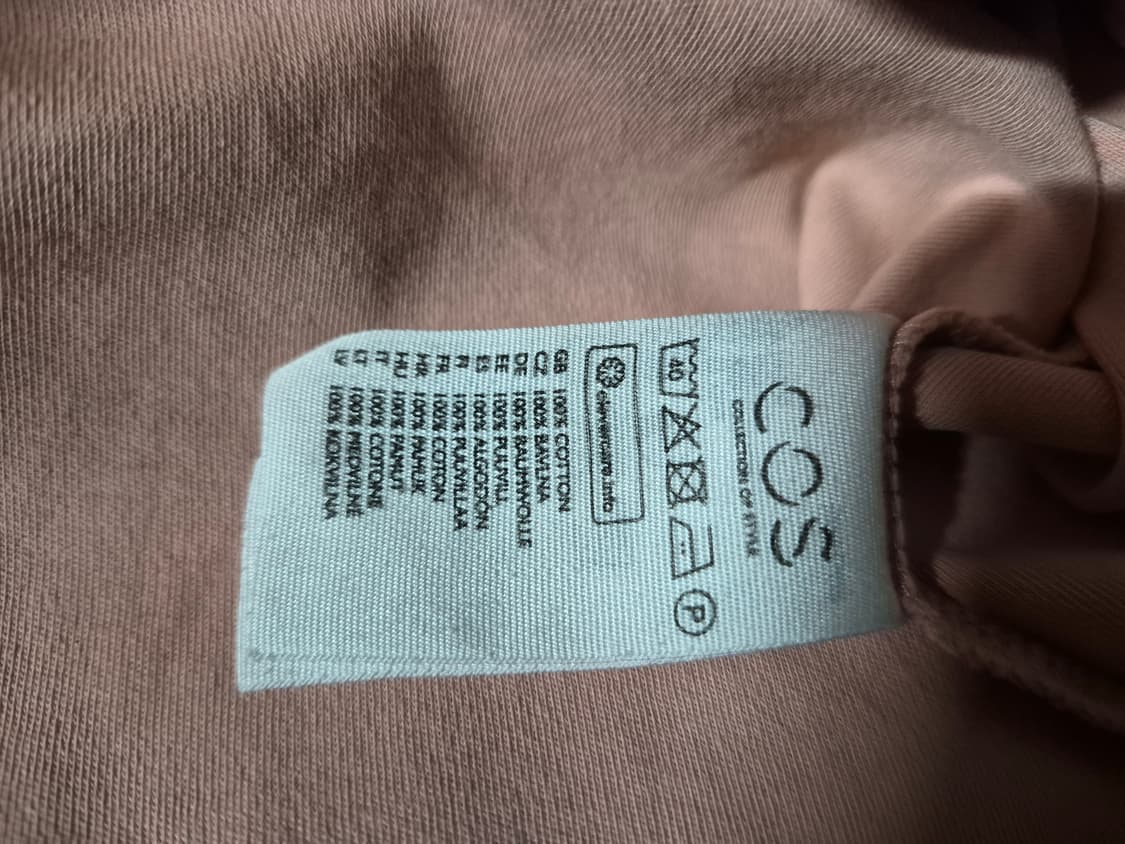 COS
COLLECTION OF STYLE
40 P
clevercare.info
GB 100% COTTON
CZ 100% BAVLNA
DE 100% BAUMWOLLE
EE 100% PUUVILL
ES 100% ALGODÓN
FI 100% PUUVILLAA
FR 100% COTON
HR 100% PAMUK
HU 100% PAMUT
IT 100% COTONE
LT 100% MEDVILNĖ
LV 100% KOKVILNA